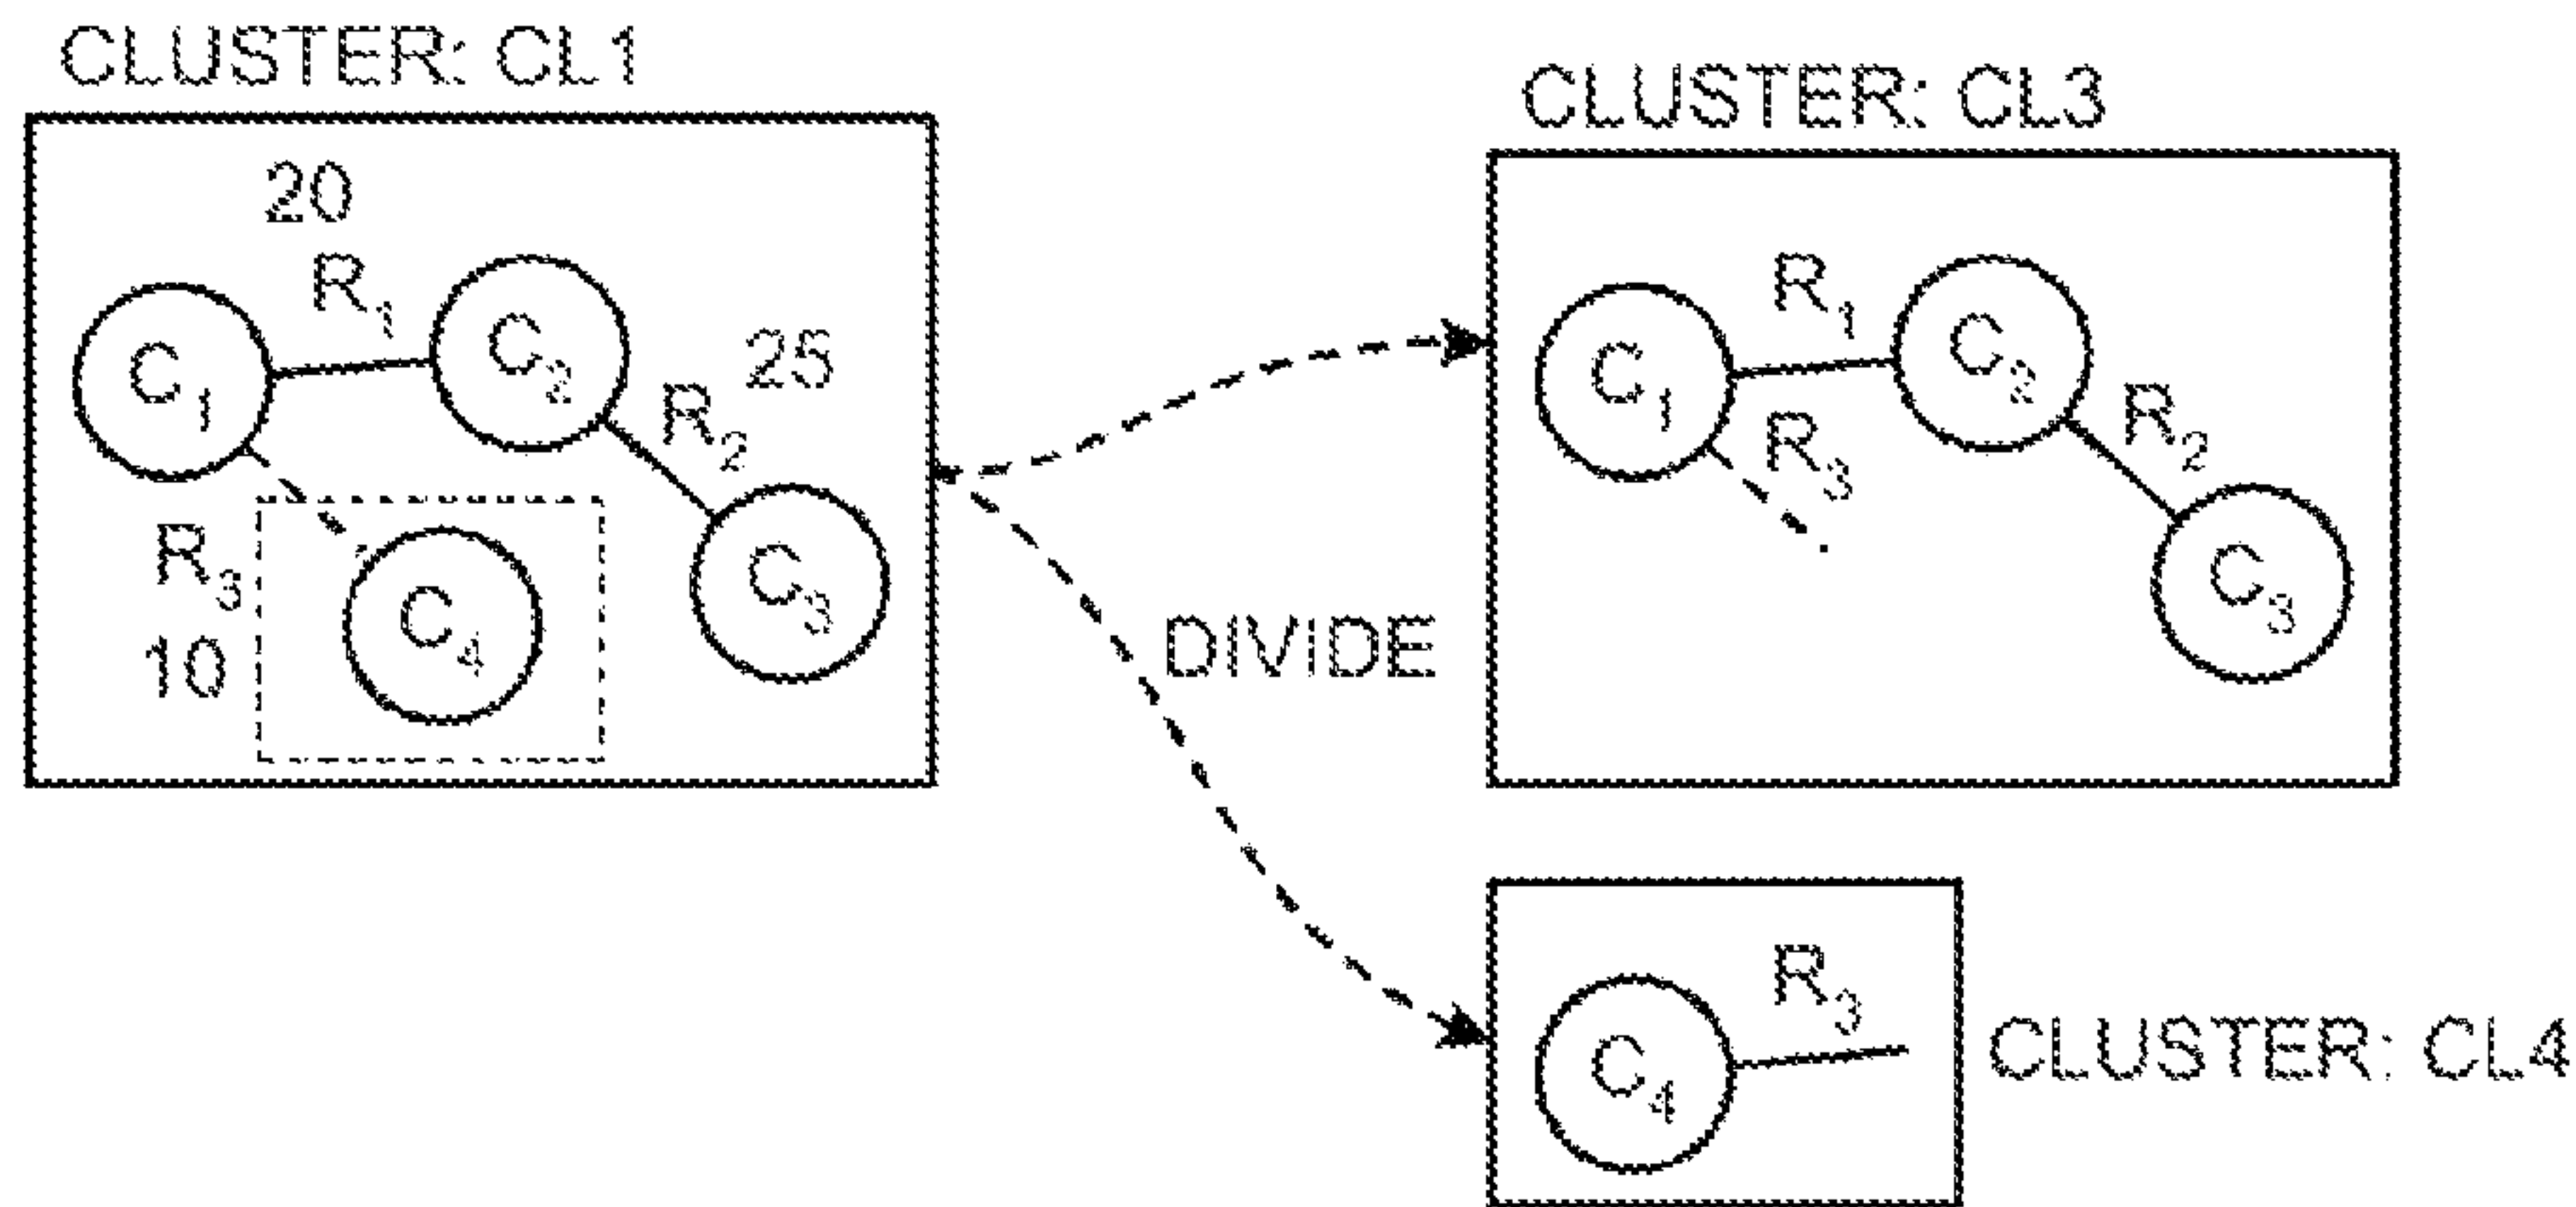 CLUSTER: CL1
20
R1
C1
C2
25
R2
R3
10
C4
C3
DIVIDE
CLUSTER: CL3
R1
C1
C2
R3
R2
C3
R3
C4
CLUSTER: CL4